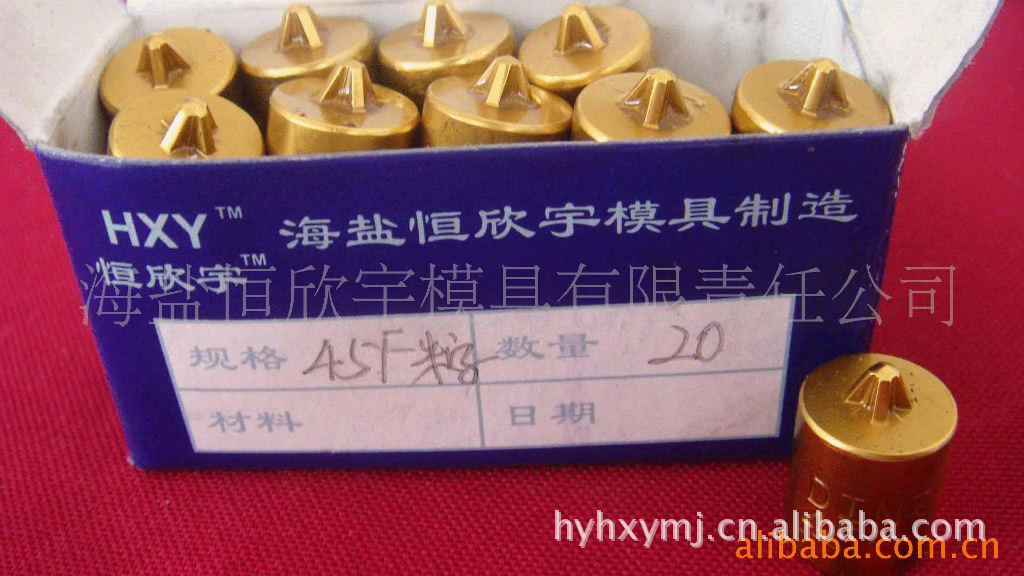 HXY™ 海盐恒欣宇模具制造
恒欣宇™
海盐恒欣宇模具有限责任公司
规格 45F 数量 20
材料 日期
hyhxymj.cn.alibaba.com
alibaba.com.cn